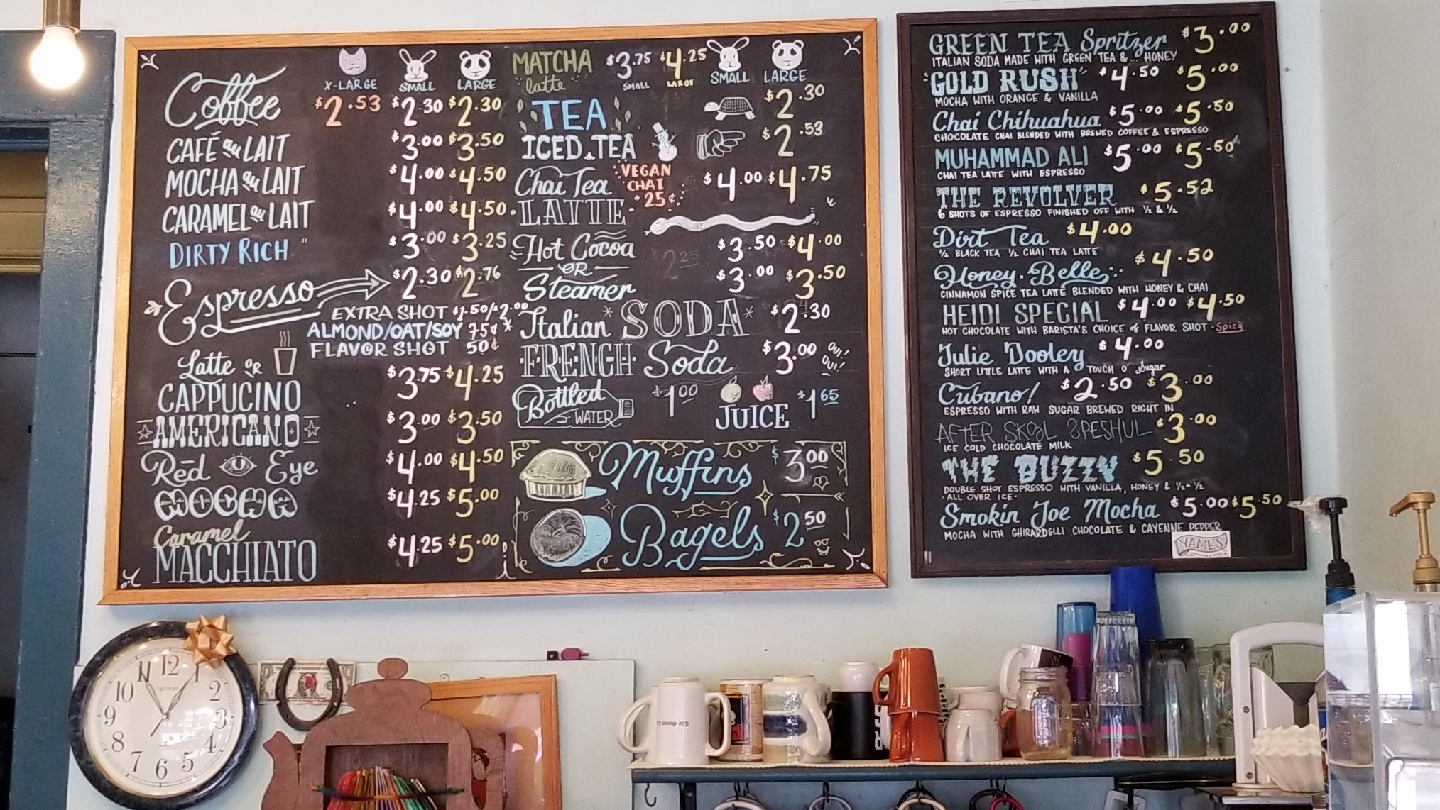 X-LARGE SMALL LARGE
Coffee $2.53 $2.30 $2.30
CAFÉ au LAIT $3.00 $3.50
MOCHA au LAIT $4.00 $4.50
CARAMEL au LAIT $4.00 $4.50
DIRTY RICH " $3.00 $3.25
Espresso $2.30 $2.76
EXTRA SHOT
ALMOND/OAT/SOY 75¢
FLAVOR SHOT 50¢
Latte OR
CAPPUCINO $3.75 $4.25
AMERICANO $3.00 $3.50
Red Eye $4.00 $4.50
MOCHA $4.25 $5.00
Caramel
MACCHIATO $4.25 $5.00
MATCHA $3.75 $4.25
latte SMALL LARGE
SMALL LARGE
TEA $2.30
ICED TEA $2.53
Chai Tea VEGAN CHAI +25¢ $4.00 $4.75
LATTE
Hot Cocoa $3.50 $4.00
OR
Steamer $3.00 $3.50
Italian SODA $2.30
FRENCH Soda $3.00 OUI! OUI!
Bottled WATER $1.00 JUICE $1.65
Muffins $3.00
Bagels $2.50
GREEN TEA Spritzer $3.00
ITALIAN SODA MADE WITH GREEN TEA & ... HONEY
"GOLD RUSH" $4.50 $5.00
MOCHA WITH ORANGE & VANILLA
Chai Chihuahua $5.00 $5.50
CHOCOLATE CHAI BLENDED WITH BREWED COFFEE & ESPRESSO
MUHAMMAD ALI $5.00 $5.50
CHAI TEA LATTE WITH ESPRESSO
THE REVOLVER $5.52
6 SHOTS OF ESPRESSO FINISHED OFF WITH ½ & ½
Dirt Tea $4.00
½ BLACK TEA ½ CHAI TEA LATTE
Honey Belle $4.50
CINNAMON SPICE TEA LATE BLENDED WITH HONEY & CHAI
HEIDI SPECIAL $4.00 $4.50
HOT CHOCOLATE WITH BARISTA'S CHOICE of FLAVOR SHOT - Spicy
Julie Dooley $4.00
SHORT LITTLE LATTE WITH A TOUCH O' Sugar
Cubano! $2.50 $3.00
ESPRESSO WITH RAW SUGAR BREWED RIGHT IN
AFTER SKOOL SPESHUL $3.00
ICE COLD CHOCOLATE MILK
THE BUZZY $5.50
DOUBLE SHOT ESPRESSO WITH VANILLA, HONEY & ½ + ½
- ALL OVER ICE -
Smokin Joe Mocha $5.00 $5.50
MOCHA WITH GHIRARDELLI CHOCOLATE & CAYENNE PEPPER
YAMES
12
1
2
3
4
5
6
7
8
9
10
11